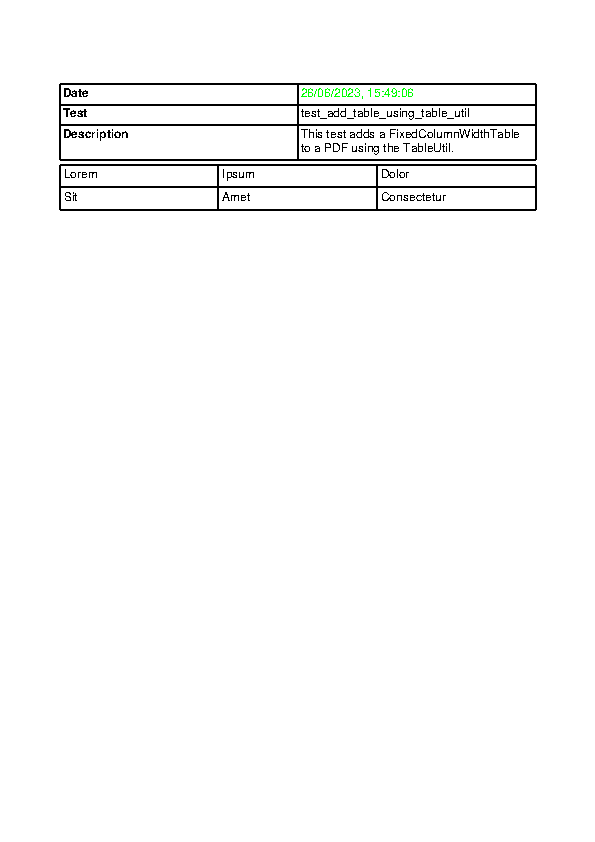 Date 26/06/2023, 15:49:06
Test test_add_table_using_table_util
Description This test adds a FixedColumnWidthTable
to a PDF using the TableUtil.
Lorem Ipsum Dolor
Sit Amet Consectetur